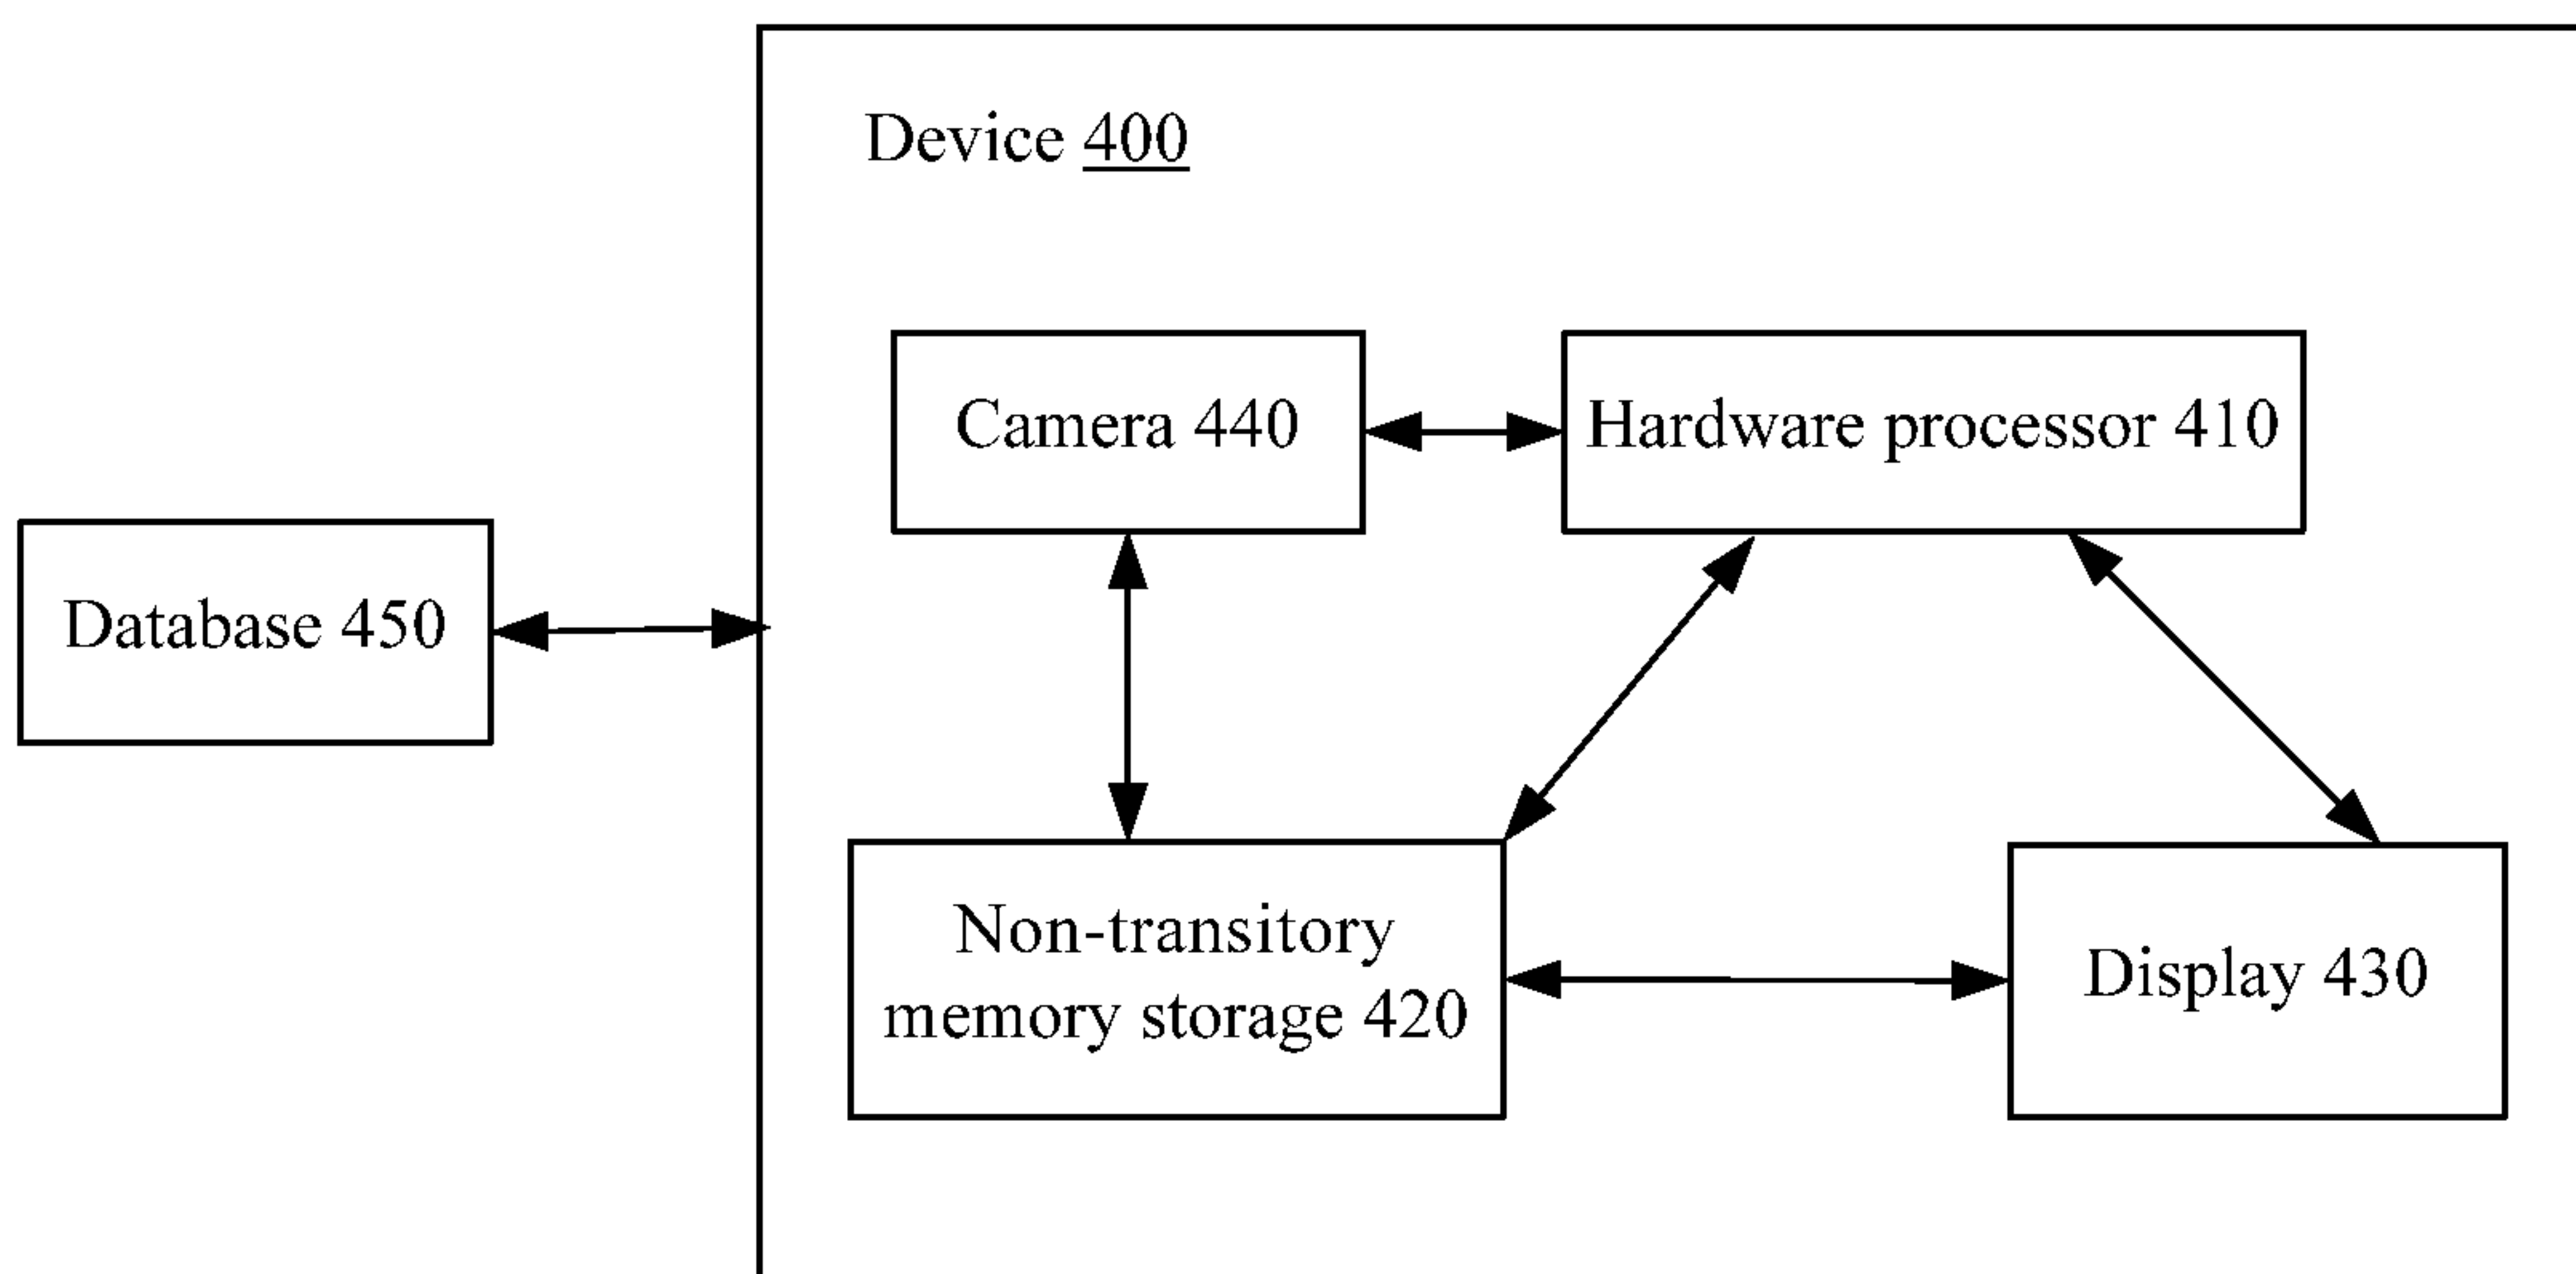 Device 400
Camera 440
Hardware processor 410
Database 450
Non-transitory
memory storage 420
Display 430